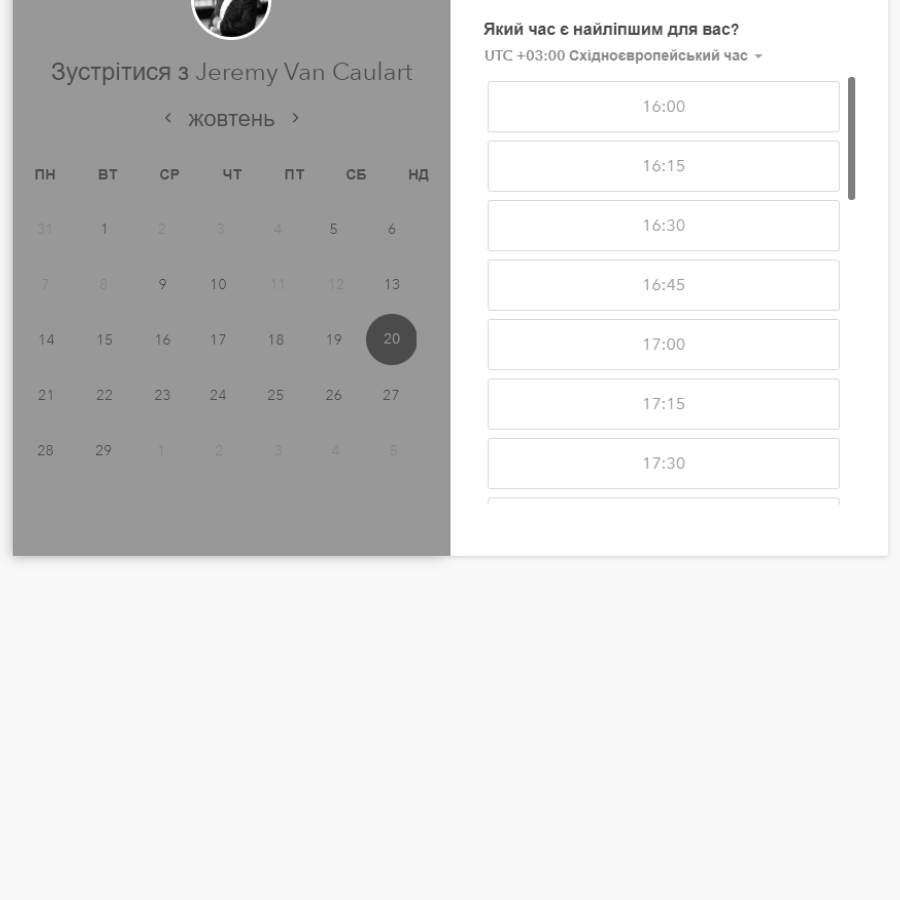 Зустрітися з Jeremy Van Caulart
жовтень
ПН ВТ СР ЧТ ПТ СБ НД
31 1 2 3 4 5 6
7 8 9 10 11 12 13
14 15 16 17 18 19 20
21 22 23 24 25 26 27
28 29 1 2 3 4 5
Який час є найліпшим для вас?
UTC +03:00 Східноєвропейський час
16:00
16:15
16:30
16:45
17:00
17:15
17:30